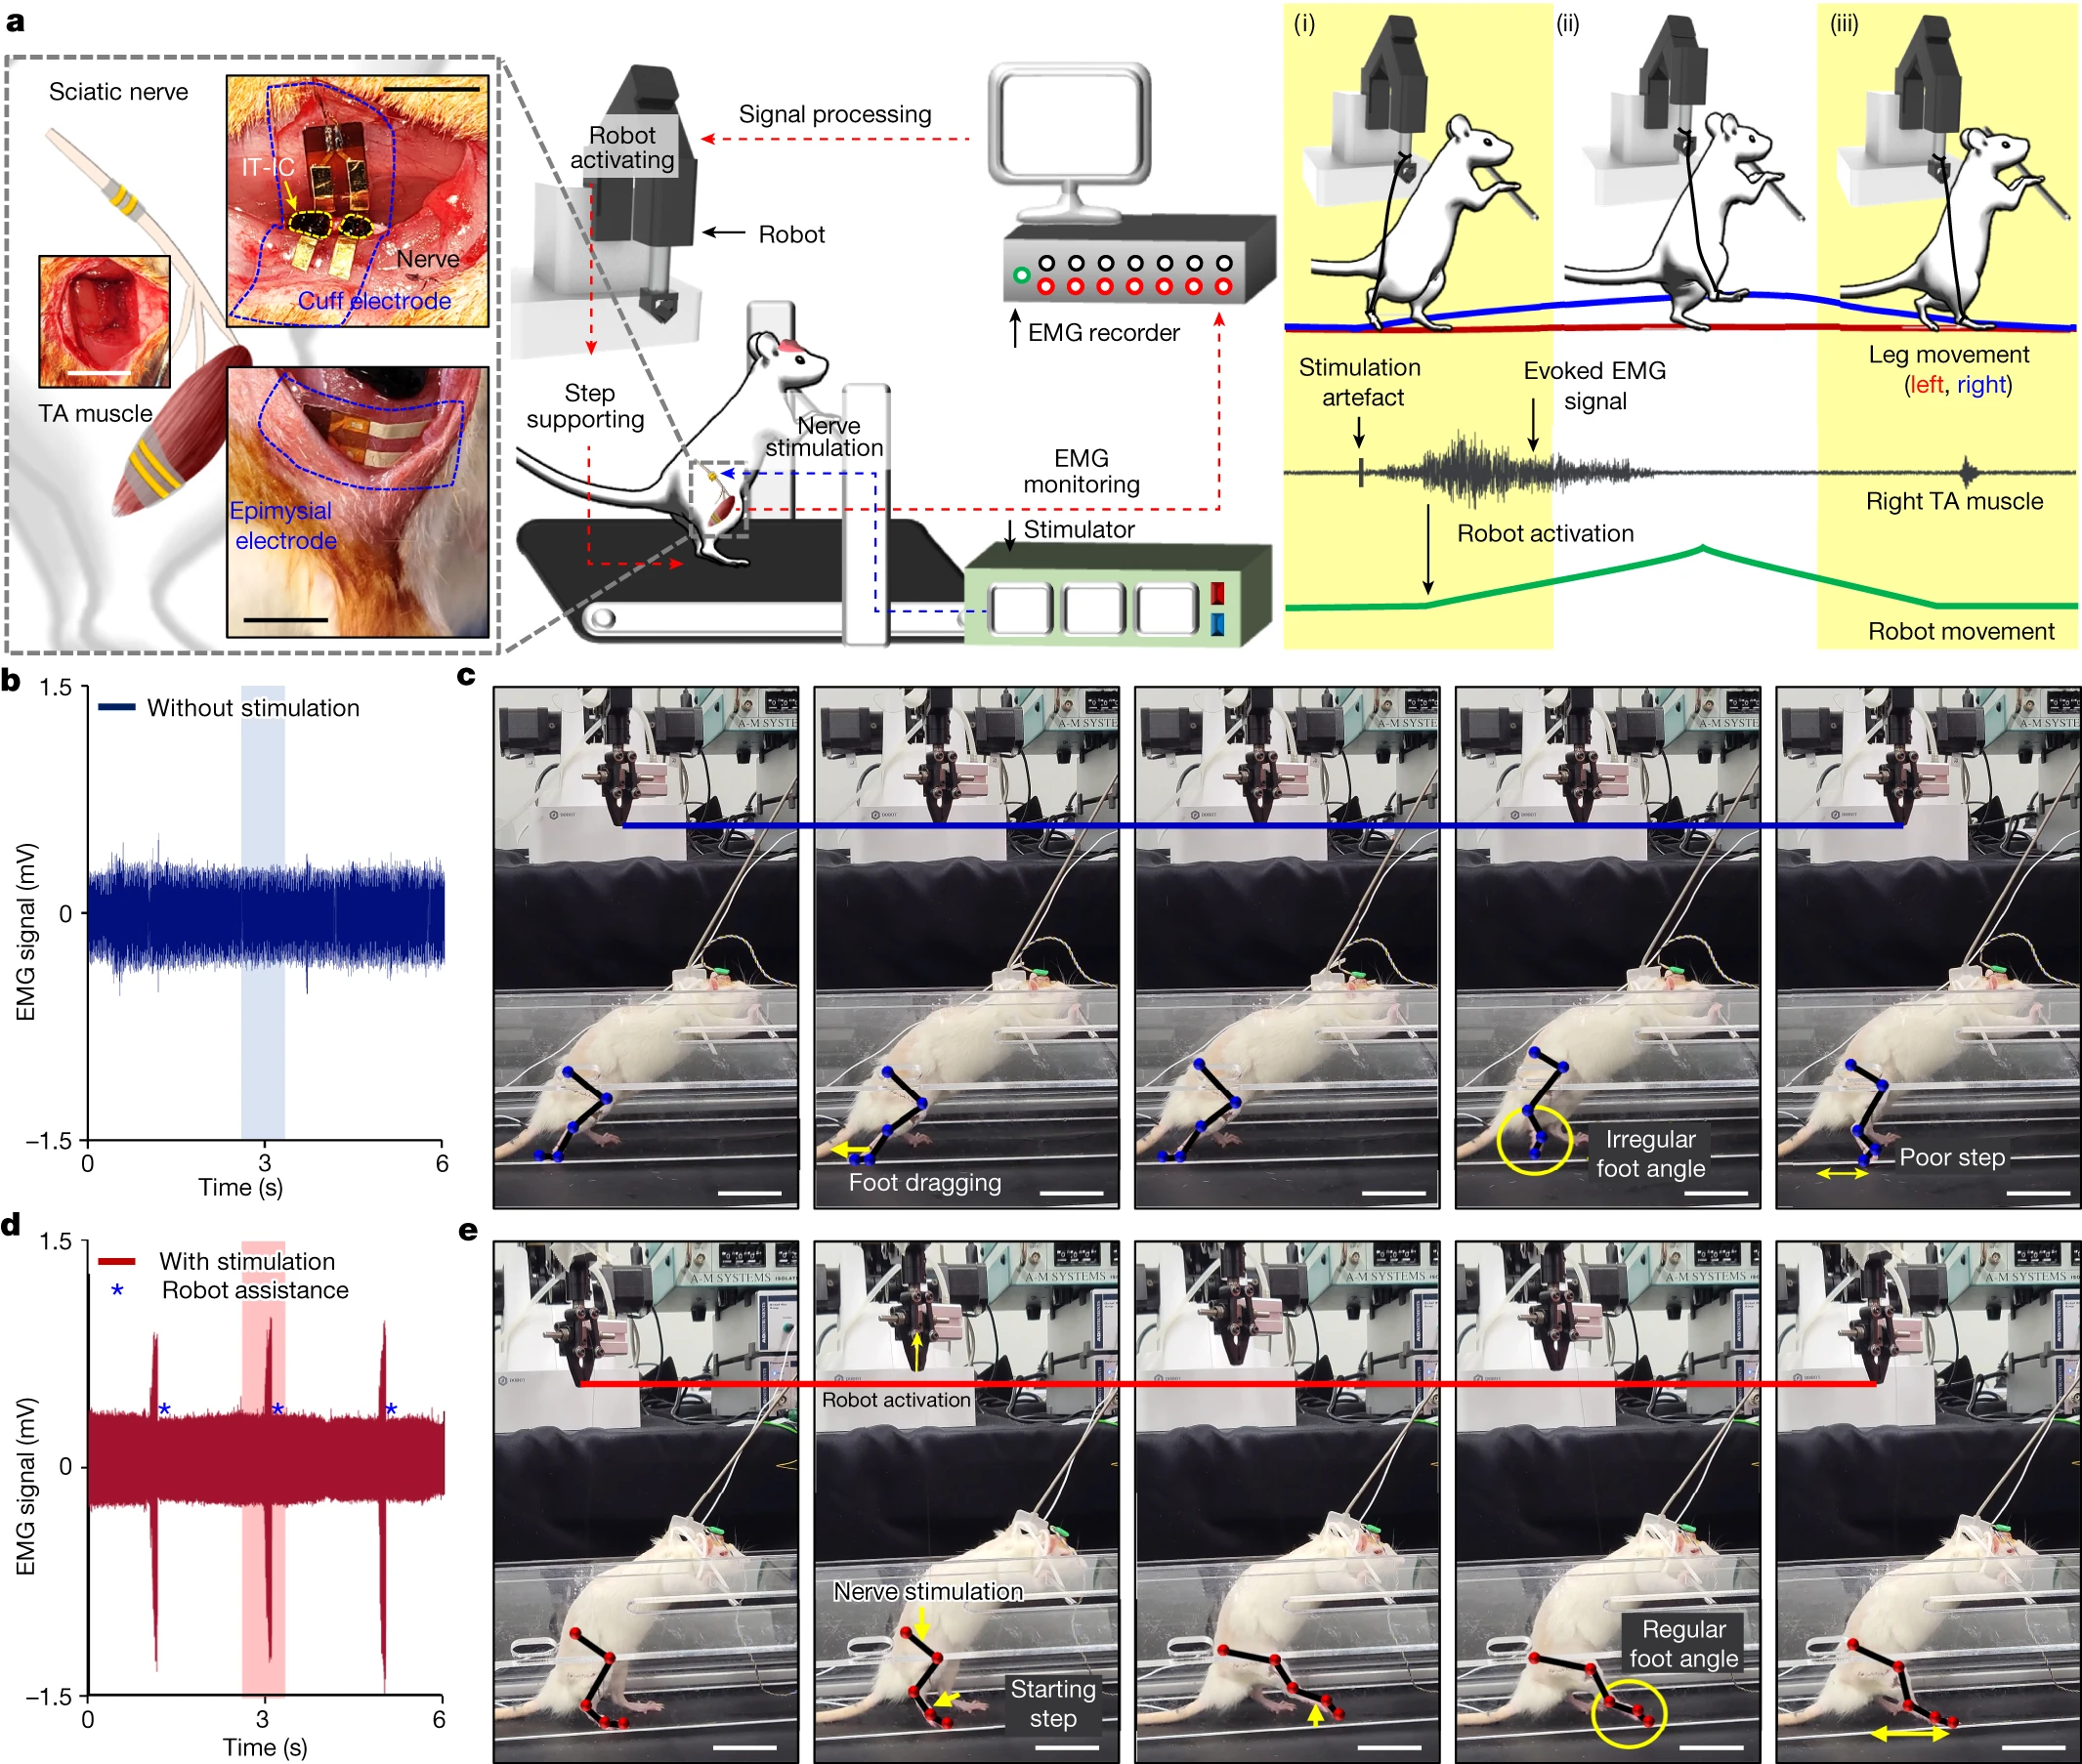 a
Sciatic nerve
IT-IC
Nerve
Cuff electrode
TA muscle
Epimysial
electrode
Robot
activating
Signal processing
Robot
EMG recorder
Step
supporting
Nerve
stimulation
EMG
monitoring
Stimulator
(i)
(ii)
(iii)
Leg movement
(left, right)
Stimulation
artefact
Evoked EMG
signal
Right TA muscle
Robot activation
Robot movement
b
1.5
Without stimulation
EMG signal (mV)
0
−1.5
0
3
6
Time (s)
c
A-M SYSTE
A-M SYSTE
A-M SYSTE
A-M SYSTE
A-M SYSTE
Foot dragging
Irregular
foot angle
Poor step
d
1.5
With stimulation
* Robot assistance
* * *
EMG signal (mV)
0
−1.5
0
3
6
Time (s)
e
A-M SYSTEMS
A-M SYSTEMS
A-M SYSTEMS
A-M SYSTEMS
A-M SYSTEMS
Robot activation
Nerve stimulation
Starting
step
Regular
foot angle